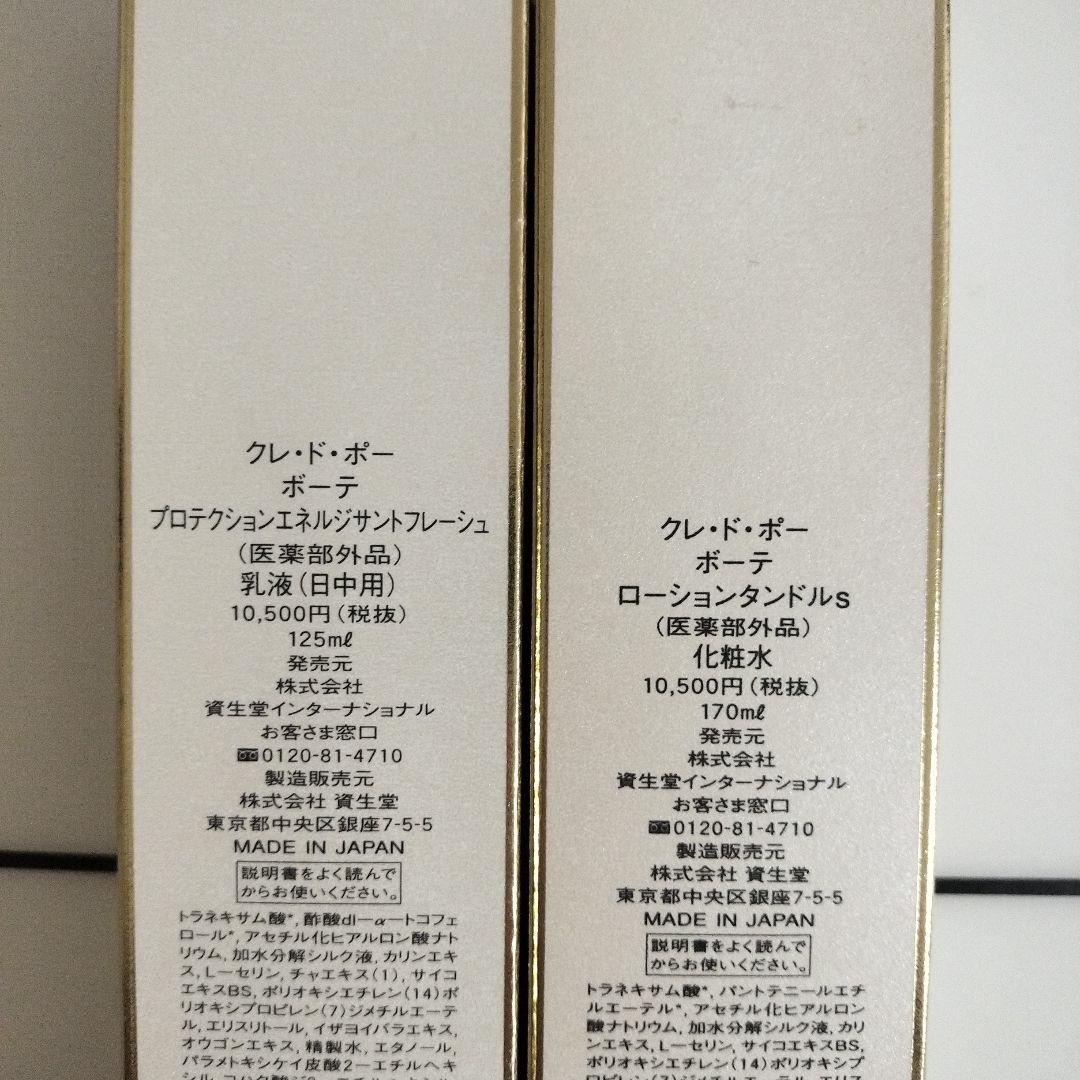 クレ・ド・ポー
ボーテ
プロテクションエネルジサントフレーシュ
(医薬部外品)
乳液(日中用)
10,500円(税抜)
125mℓ
発売元
株式会社
資生堂インターナショナル
お客さま窓口
0120-81-4710
製造販売元
株式会社 資生堂
東京都中央区銀座7-5-5
MADE IN JAPAN
説明書をよく読んで
からお使いください。
トラネキサム酸*, 酢酸dl-α-トコフェ
ロール*, アセチル化ヒアルロン酸ナト
リウム, 加水分解シルク液, カリンエキ
ス, L-セリン, チャエキス(1), サイコ
エキスBS, ポリオキシエチレン(14)ポ
リオキシプロピレン(7)ジメチルエーテ
ル, エリスリトール, イザヨイバラエキス,
オウゴンエキス, 精製水, エタノール,
パラメトキシケイ皮酸2-エチルヘキ
クレ・ド・ポー
ボーテ
ローションタンドルs
(医薬部外品)
化粧水
10,500円(税抜)
170mℓ
発売元
株式会社
資生堂インターナショナル
お客さま窓口
0120-81-4710
製造販売元
株式会社 資生堂
東京都中央区銀座7-5-5
MADE IN JAPAN
説明書をよく読んで
からお使いください。
トラネキサム酸*, パントテニールエチ
ルエーテル*, アセチル化ヒアルロン
酸ナトリウム, 加水分解シルク液, カリ
ンエキス, L-セリン, サイコエキスBS,
ポリオキシエチレン(14)ポリオキシプ